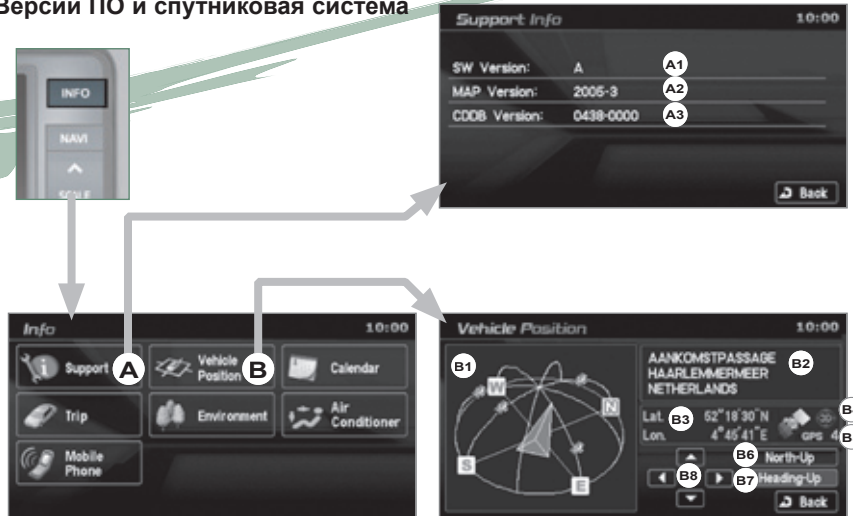 Версии ПО и спутниковая система
INFO
NAVI
SCALE
Support Info 10:00
SW Version: A A1
MAP Version: 2005-3 A2
CDDB Version: 0438-0000 A3
Back
Info 10:00
Support A
Vehicle Position B
Calendar
Trip
Environment
Air Conditioner
Mobile Phone
Vehicle Position 10:00
B1
W
N
S
E
AANKOMSTPASSAGE
HAARLEMMERMEER
NETHERLANDS
B2
Lat. B3 52°18'30"N
Lon. 4°45'41"E
3D
GPS 4
B6 North-Up
B8
B7 Heading-Up
Back